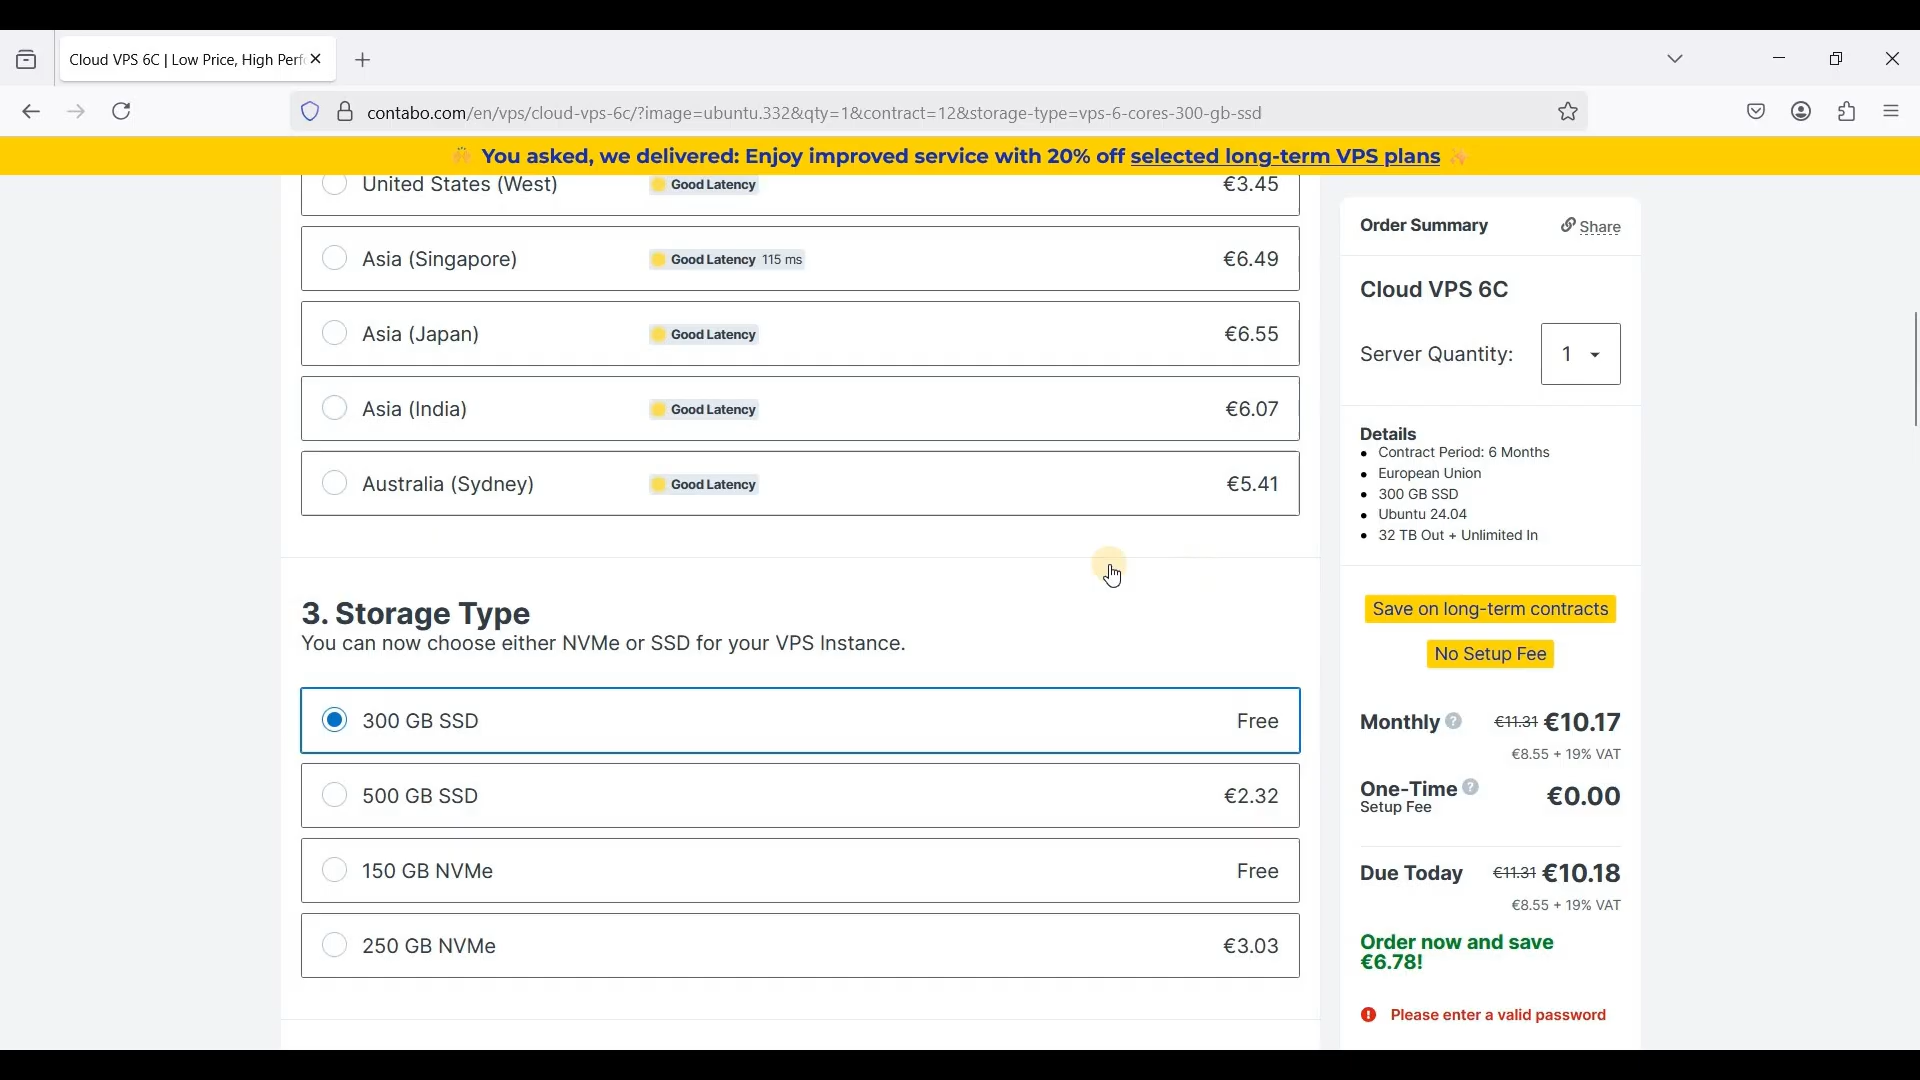 Cloud VPS 6C | Low Price, High Perf
contabo.com/en/vps/cloud-vps-6c/?image=ubuntu.332&qty=1&contract=12&storage-type=vps-6-cores-300-gb-ssd
You asked, we delivered: Enjoy improved service with 20% off selected long-term VPS plans
United States (West) Good Latency €3.45
Asia (Singapore) Good Latency 115 ms €6.49
Asia (Japan) Good Latency €6.55
Asia (India) Good Latency €6.07
Australia (Sydney) Good Latency €5.41
3. Storage Type
You can now choose either NVMe or SSD for your VPS Instance.
300 GB SSD Free
500 GB SSD €2.32
150 GB NVMe Free
250 GB NVMe €3.03
Order Summary Share
Cloud VPS 6C
Server Quantity: 1
Details
Contract Period: 6 Months
European Union
300 GB SSD
Ubuntu 24.04
32 TB Out + Unlimited In
Save on long-term contracts
No Setup Fee
Monthly ? €11.31 €10.17
€8.55 + 19% VAT
One-Time ? €0.00
Setup Fee
Due Today €11.31 €10.18
€8.55 + 19% VAT
Order now and save
€6.78!
Please enter a valid password